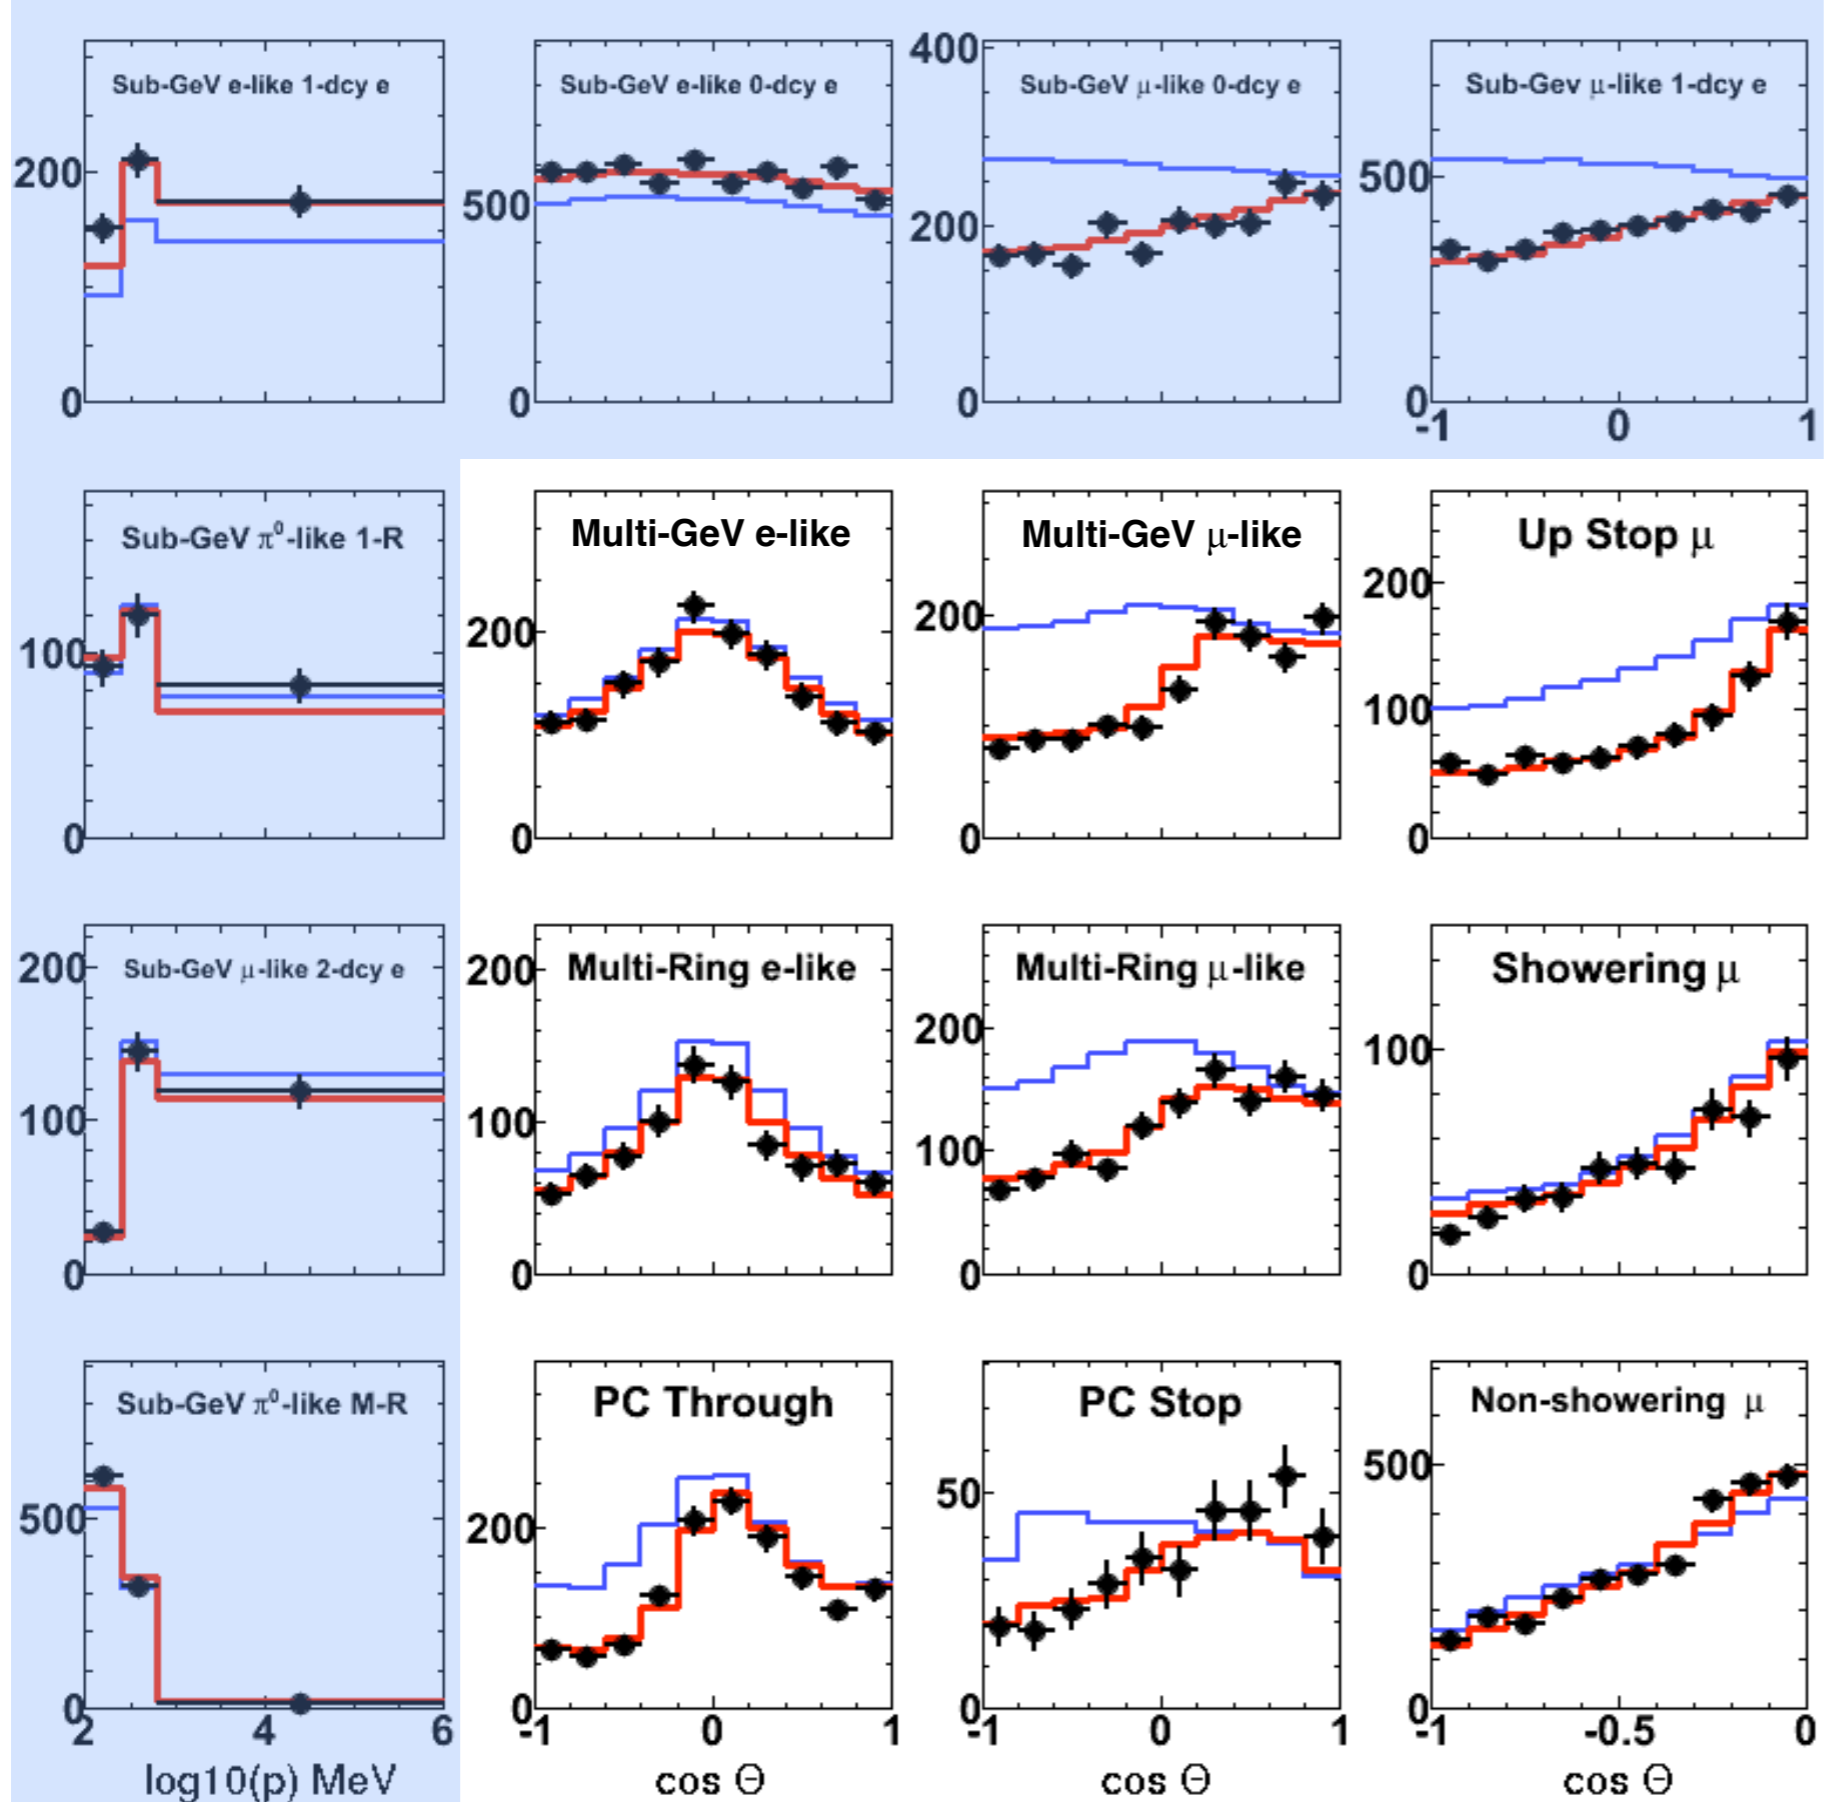 Sub-GeV e-like 1-dcy e
200
0
Sub-GeV e-like 0-dcy e
500
0
Sub-GeV μ-like 0-dcy e
400
200
0
Sub-Gev μ-like 1-dcy e
500
0
-1 0 1
Sub-GeV π⁰-like 1-R
100
0
Multi-GeV e-like
200
0
Multi-GeV μ-like
200
0
Up Stop μ
200
100
0
Sub-GeV μ-like 2-dcy e
200
100
0
Multi-Ring e-like
200
100
0
Multi-Ring μ-like
200
100
0
Showering μ
100
0
Sub-GeV π⁰-like M-R
500
0
2 4 6
log10(p) MeV
PC Through
200
0
-1 0 1
cos Θ
PC Stop
50
0
-1 0 1
cos Θ
Non-showering μ
500
0
-1 -0.5 0
cos Θ